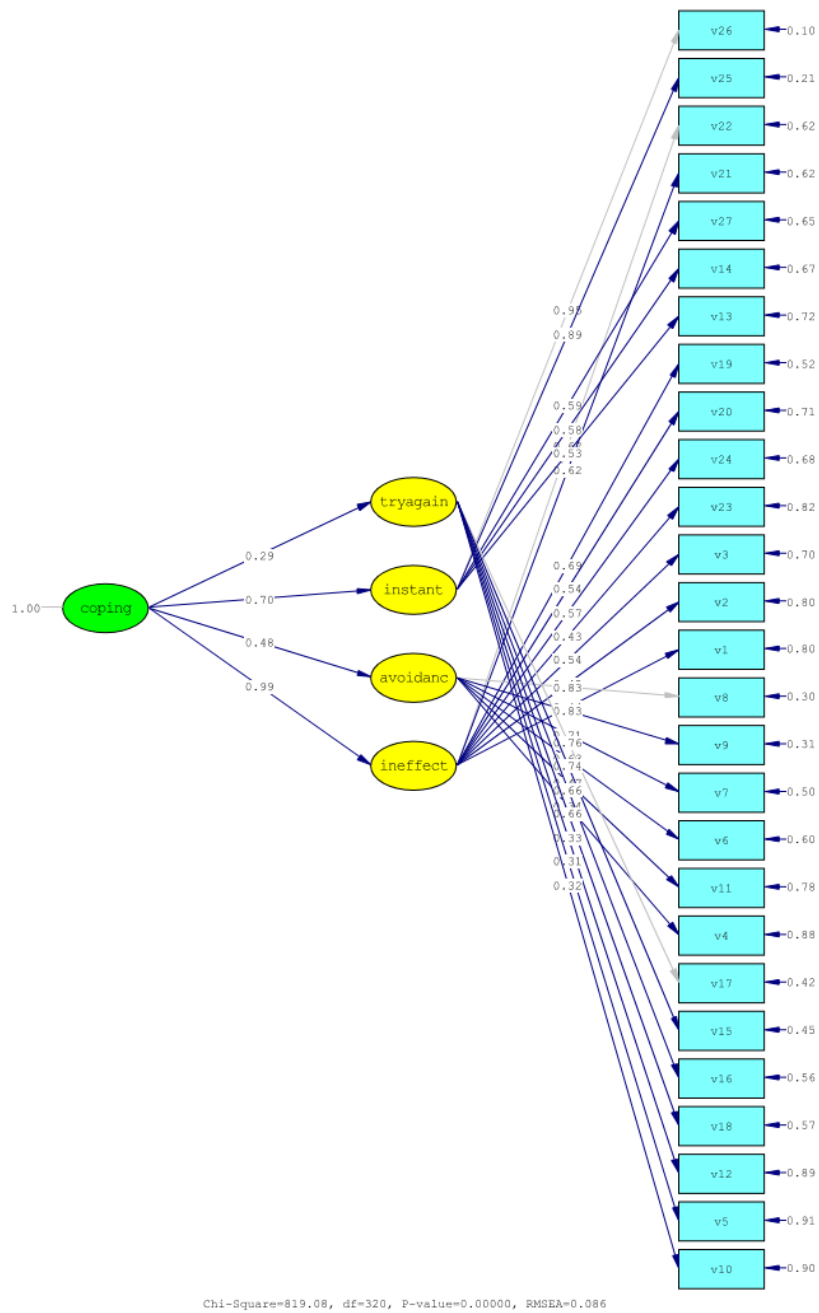 v26
0.10
v25
0.21
v22
0.62
v21
0.62
v27
0.65
v14
0.67
v13
0.72
v19
0.52
v20
0.71
v24
0.68
v23
0.82
v3
0.70
v2
0.80
v1
0.80
v8
0.30
v9
0.31
v7
0.50
v6
0.60
v11
0.78
v4
0.88
v17
0.42
v15
0.45
v16
0.56
v18
0.57
v12
0.89
v5
0.91
v10
0.90
0.95
0.89
0.59
0.58
0.53
0.62
0.69
0.54
0.57
0.43
0.54
0.83
0.83
0.76
0.74
0.66
0.66
0.33
0.31
0.32
tryagain
instant
avoidanc
ineffect
0.29
0.70
0.48
0.99
1.00
coping
Chi-Square=819.08, df=320, P-value=0.00000, RMSEA=0.086